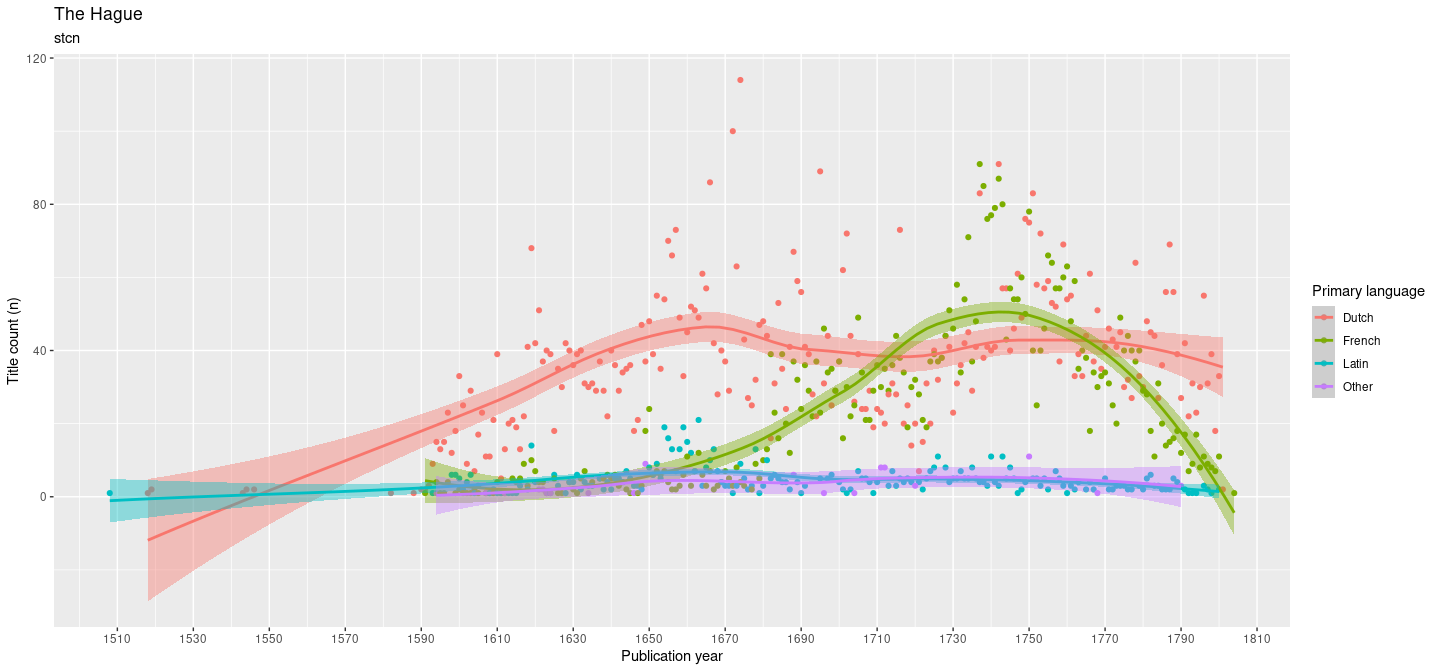 The Hague
stcn
Title count (n)
120
80
40
0
1510 1530 1550 1570 1590 1610 1630 1650 1670 1690 1710 1730 1750 1770 1790 1810
Publication year
Primary language
Dutch
French
Latin
Other